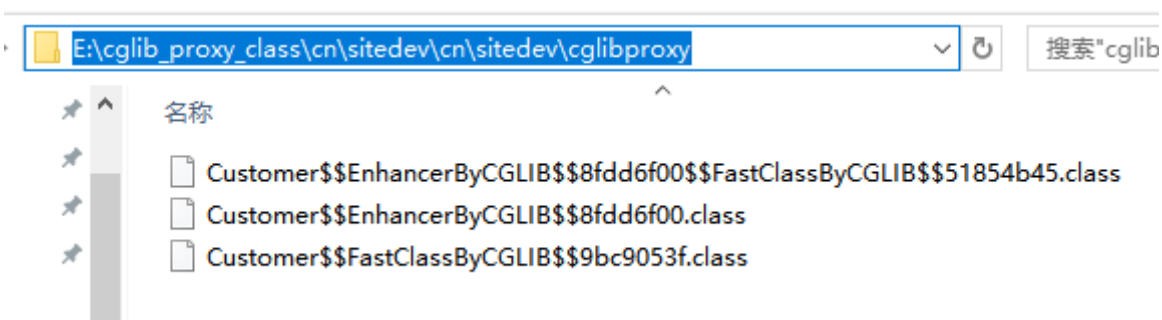 E:\cglib_proxy_class\cn\sitedev\cn\sitedev\cglibproxy
搜索"cglib
名称
Customer$$EnhancerByCGLIB$$8fdd6f00$$FastClassByCGLIB$$51854b45.class
Customer$$EnhancerByCGLIB$$8fdd6f00.class
Customer$$FastClassByCGLIB$$9bc9053f.class